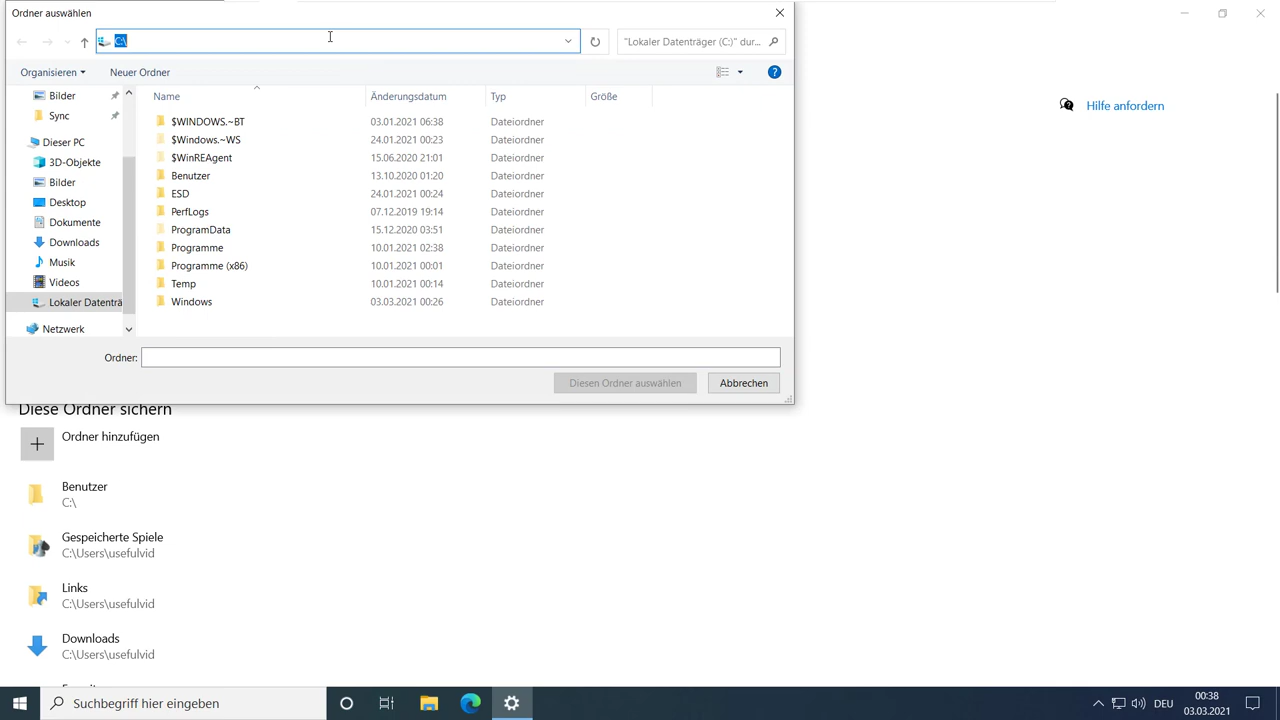 Ordner auswählen
C:\
"Lokaler Datenträger (C:)" dur...
Organisieren
Neuer Ordner
?
Bilder
Sync
Dieser PC
3D-Objekte
Bilder
Desktop
Dokumente
Downloads
Musik
Videos
Lokaler Datenträ
Netzwerk
Name Änderungsdatum Typ Größe
$WINDOWS.~BT 03.01.2021 06:38 Dateiordner
$Windows.~WS 24.01.2021 00:23 Dateiordner
$WinREAgent 15.06.2020 21:01 Dateiordner
Benutzer 13.10.2020 01:20 Dateiordner
ESD 24.01.2021 00:24 Dateiordner
PerfLogs 07.12.2019 19:14 Dateiordner
ProgramData 15.12.2020 03:51 Dateiordner
Programme 10.01.2021 02:38 Dateiordner
Programme (x86) 10.01.2021 00:01 Dateiordner
Temp 10.01.2021 00:14 Dateiordner
Windows 03.03.2021 00:26 Dateiordner
Ordner:
Diesen Ordner auswählen
Abbrechen
Hilfe anfordern
Diese Ordner sichern
Ordner hinzufügen
Benutzer
C:\
Gespeicherte Spiele
C:\Users\usefulvid
Links
C:\Users\usefulvid
Downloads
C:\Users\usefulvid
Suchbegriff hier eingeben
DEU
00:38
03.03.2021